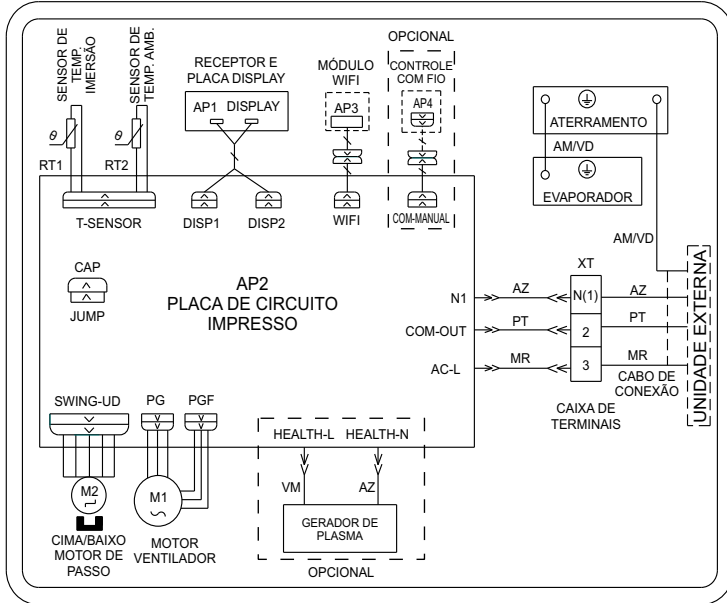 SENSOR DE
TEMP.
IMERSÃO
SENSOR DE
TEMP. AMB.
RECEPTOR E
PLACA DISPLAY
MÓDULO
WIFI
OPCIONAL
CONTROLE
COM FIO
AP1 DISPLAY
AP3
AP4
ATERRAMENTO
AM/VD
EVAPORADOR
θ
θ
RT1
RT2
T-SENSOR
DISP1
DISP2
WIFI
COM-MANUAL
AM/VD
CAP
JUMP
AP2
PLACA DE CIRCUITO
IMPRESSO
XT
N1
AZ
N(1)
AZ
COM-OUT
PT
2
PT
AC-L
MR
3
MR
UNIDADE EXTERNA
CABO DE
CONEXÃO
CAIXA DE
TERMINAIS
SWING-UD
PG
PGF
HEALTH-L HEALTH-N
M2
M1
VM
AZ
GERADOR DE
PLASMA
CIMA/BAIXO
MOTOR DE
PASSO
MOTOR
VENTILADOR
OPCIONAL